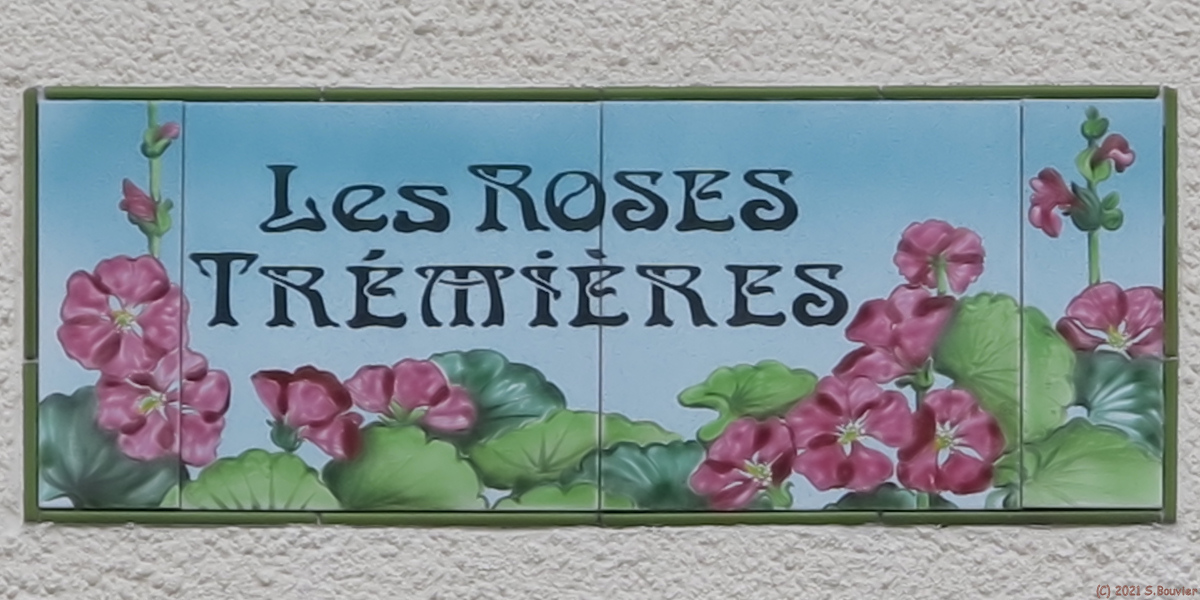 Les ROSES
TRÉMIÈRES
(C) 2021 S.Bouvier